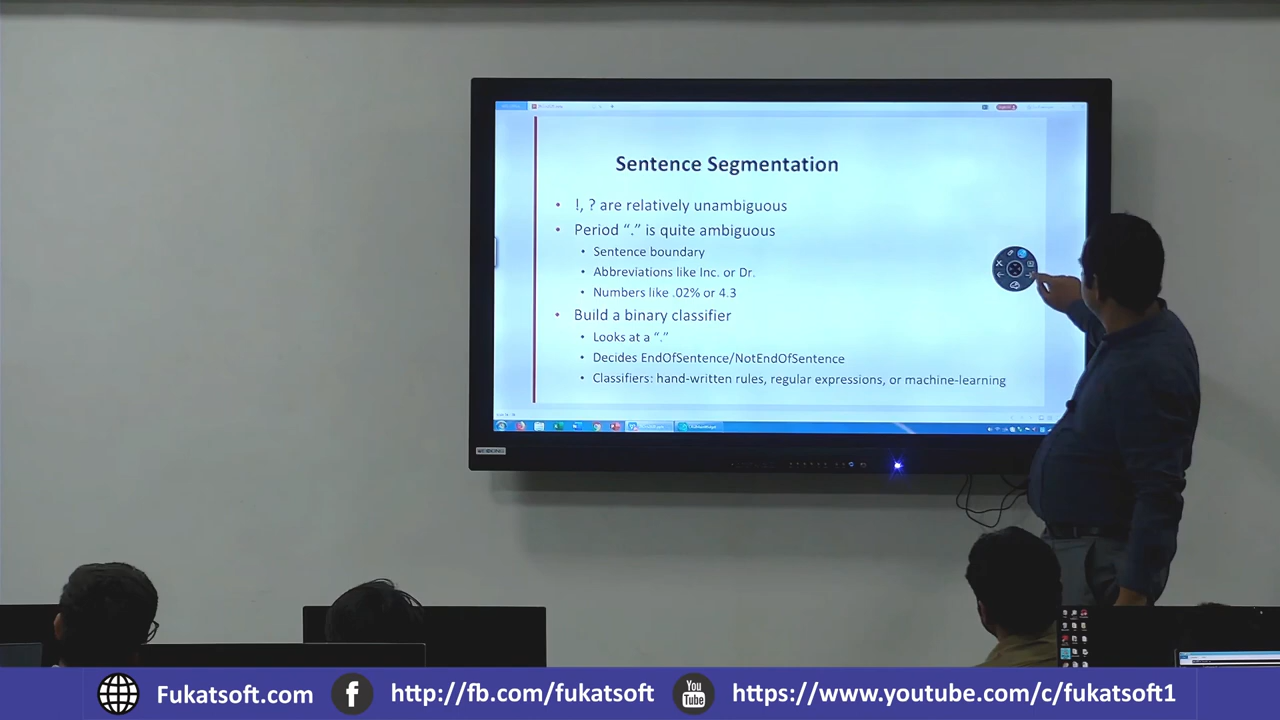 Sentence Segmentation
• !, ? are relatively unambiguous
• Period “.” is quite ambiguous
• Sentence boundary
• Abbreviations like Inc. or Dr.
• Numbers like .02% or 4.3
• Build a binary classifier
• Looks at a “.”
• Decides EndOfSentence/NotEndOfSentence
• Classifiers: hand-written rules, regular expressions, or machine-learning
Fukatsoft.com
f http://fb.com/fukatsoft
You Tube https://www.youtube.com/c/fukatsoft1